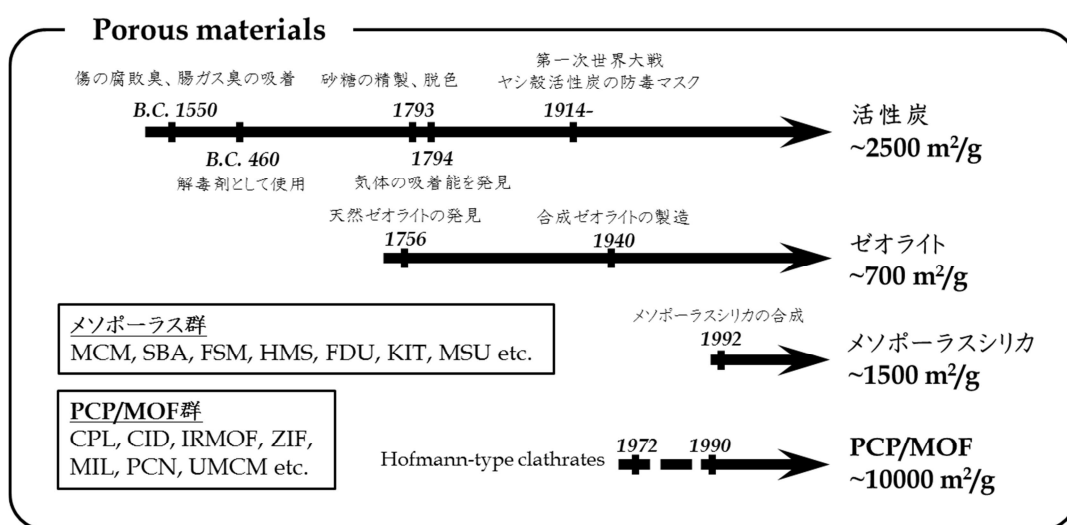 Porous materials
傷の腐敗臭、腸ガス臭の吸着
砂糖の精製、脱色
第一次世界大戦
ヤシ殻活性炭の防毒マスク
B.C. 1550
1793
1914-
B.C. 460
1794
解毒剤として使用
気体の吸着能を発見
活性炭
~2500 m²/g
天然ゼオライトの発見
合成ゼオライトの製造
1756
1940
ゼオライト
~700 m²/g
メソポーラス群
MCM, SBA, FSM, HMS, FDU, KIT, MSU etc.
メソポーラスシリカの合成
1992
メソポーラスシリカ
~1500 m²/g
PCP/MOF群
CPL, CID, IRMOF, ZIF,
MIL, PCN, UMCM etc.
Hofmann-type clathrates
1972
1990
PCP/MOF
~10000 m²/g